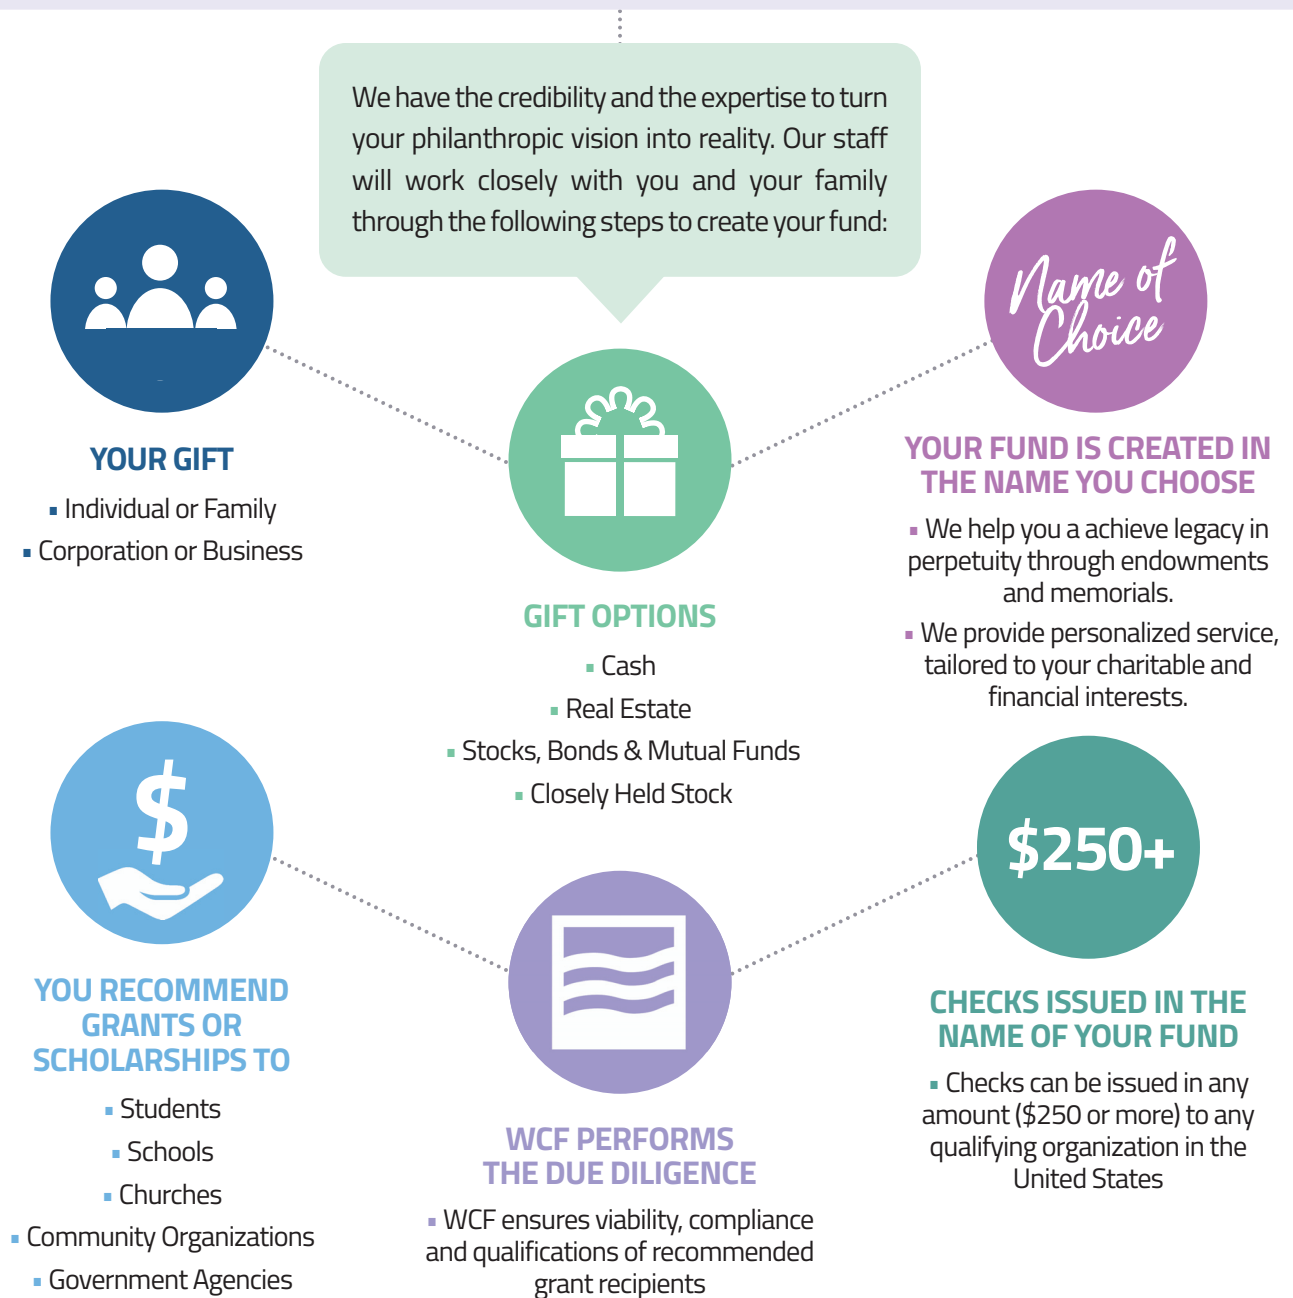 We have the credibility and the expertise to turn
your philanthropic vision into reality. Our staff
will work closely with you and your family
through the following steps to create your fund:
YOUR GIFT
▪ Individual or Family
▪ Corporation or Business
GIFT OPTIONS
▪ Cash
▪ Real Estate
▪ Stocks, Bonds & Mutual Funds
▪ Closely Held Stock
Name of
Choice
YOUR FUND IS CREATED IN
THE NAME YOU CHOOSE
▪ We help you a achieve legacy in
perpetuity through endowments
and memorials.
▪ We provide personalized service,
tailored to your charitable and
financial interests.
$
YOU RECOMMEND
GRANTS OR
SCHOLARSHIPS TO
▪ Students
▪ Schools
▪ Churches
▪ Community Organizations
▪ Government Agencies
WCF PERFORMS
THE DUE DILIGENCE
▪ WCF ensures viability, compliance
and qualifications of recommended
grant recipients
$250+
CHECKS ISSUED IN THE
NAME OF YOUR FUND
▪ Checks can be issued in any
amount ($250 or more) to any
qualifying organization in the
United States